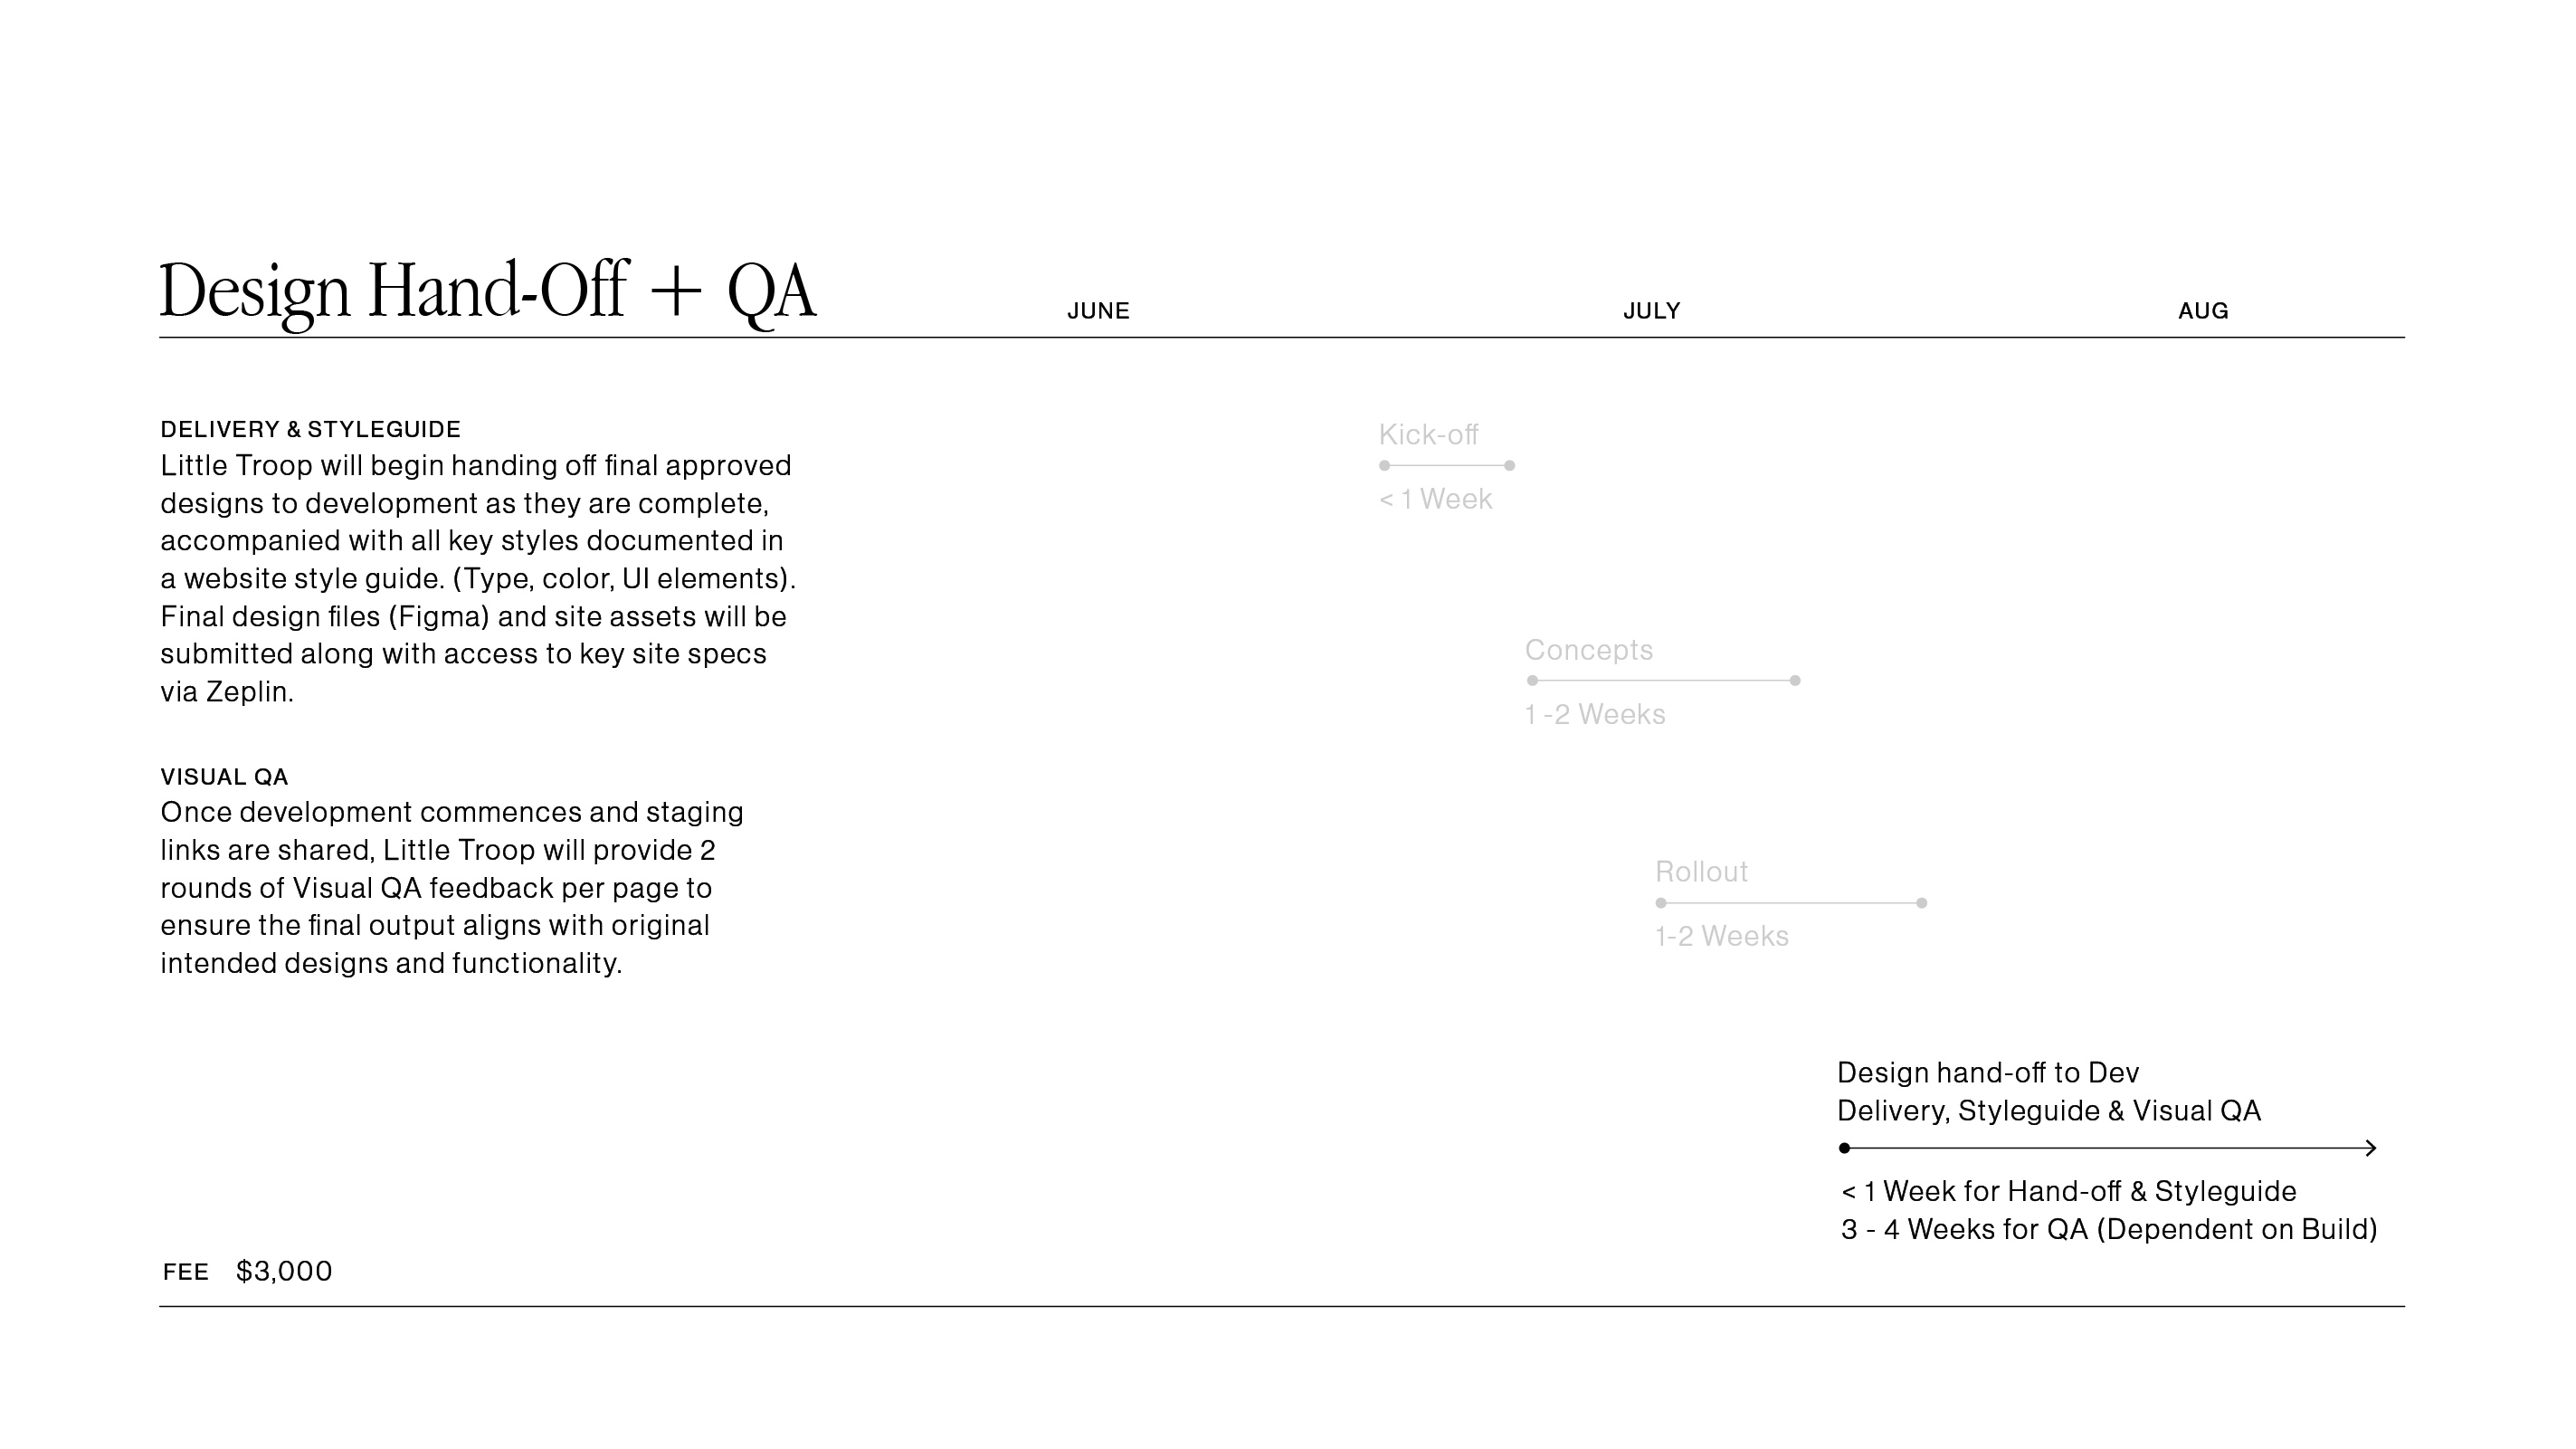 Design Hand-Off + QA
JUNE
JULY
AUG
DELIVERY & STYLEGUIDE
Little Troop will begin handing off final approved
designs to development as they are complete,
accompanied with all key styles documented in
a website style guide. (Type, color, UI elements).
Final design files (Figma) and site assets will be
submitted along with access to key site specs
via Zeplin.
VISUAL QA
Once development commences and staging
links are shared, Little Troop will provide 2
rounds of Visual QA feedback per page to
ensure the final output aligns with original
intended designs and functionality.
Kick-off
< 1 Week
Concepts
1 -2 Weeks
Rollout
1-2 Weeks
Design hand-off to Dev
Delivery, Styleguide & Visual QA
< 1 Week for Hand-off & Styleguide
3 - 4 Weeks for QA (Dependent on Build)
FEE $3,000